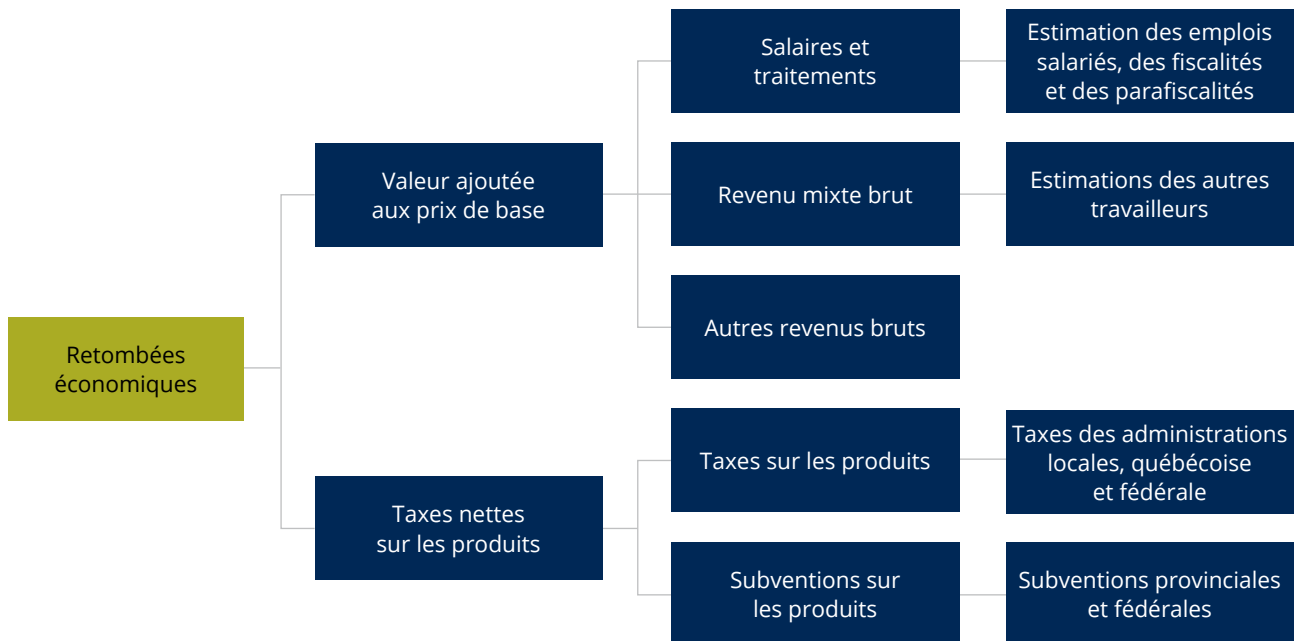 Retombées
économiques
Valeur ajoutée
aux prix de base
Salaires et
traitements
Estimation des emplois
salariés, des fiscalités
et des parafiscalités
Revenu mixte brut
Estimations des autres
travailleurs
Autres revenus bruts
Taxes nettes
sur les produits
Taxes sur les produits
Taxes des administrations
locales, québécoise
et fédérale
Subventions sur
les produits
Subventions provinciales
et fédérales